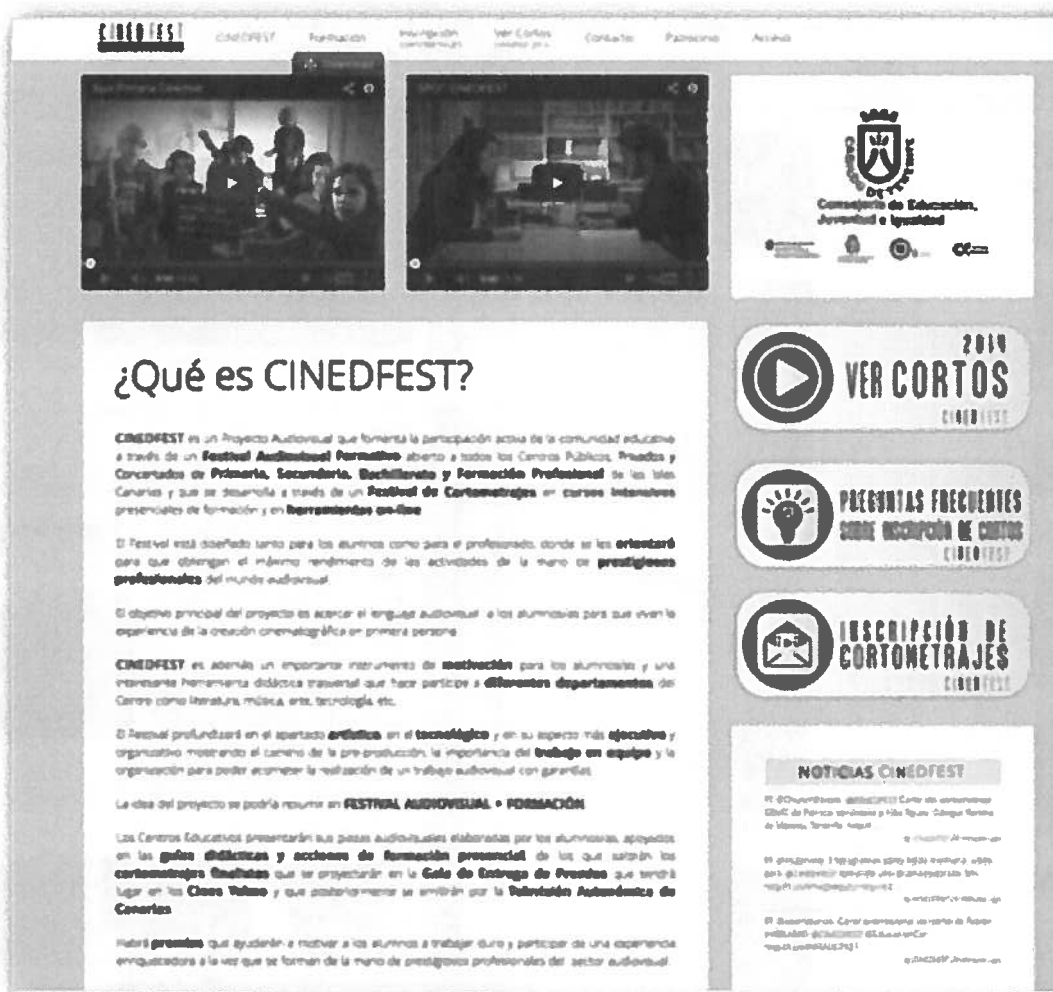 CINEDFEST
CINEDFEST Formación Inscripción Ver Cortos Contacto Patrocinio Acceso
SPOT CINEDFEST
CABILDO DE TENERIFE
Consejería de Educación,
Juventud e Igualdad
¿Qué es CINEDFEST?
CINEDFEST es un Proyecto Audiovisual que fomenta la participación activa de la comunidad educativa
a través de un Festival Audiovisual Formativo abierto a todos los Centros Públicos, Privados y
Concertados de Primaria, Secundaria, Bachillerato y Formación Profesional de las Islas
Canarias y que se desarrolla a través de un Festival de Cortometrajes en cursos intensivos
presenciales de formación y en herramientas on-line
El Festival está diseñado tanto para los alumnos como para el profesorado, donde se les orientará
para que obtengan el máximo rendimiento de las actividades de la mano de prestigiosos
profesionales del mundo audiovisual.
El objetivo principal del proyecto es acercar el lenguaje audiovisual a los alumnos/as para que vivan la
experiencia de la creación cinematográfica en primera persona
CINEDFEST es además un importante instrumento de motivación para los alumnos/as y una
interesante herramienta didáctica trasversal que hace partícipe a diferentes departamentos del
Centro como literatura, música, arte, tecnología, etc.
El Festival profundizará en el apartado artístico, en el tecnológico y en su aspecto más ejecutivo y
organizativo mostrando el camino de la pre-producción, la importancia del trabajo en equipo y la
organización para poder acometer la realización de un trabajo audiovisual con garantías.
La idea del proyecto se podría resumir en FESTIVAL AUDIOVISUAL + FORMACIÓN
Los Centros Educativos presentarán sus piezas audiovisuales elaboradas por los alumnos/as, apoyados
en las guías didácticas y acciones de formación presencial, de los que saldrán los
cortometrajes finalistas que se proyectarán en la Gala de Entrega de Premios que tendrá
lugar en los Cines Yelmo y que posteriormente se emitirán por la Televisión Autonómica de
Canarias
Habrá premios que ayudarán a motivar a los alumnos a trabajar duro y participar de una experiencia
enriquecedora a la vez que se forman de la mano de prestigiosos profesionales del sector audiovisual.
2014
VER CORTOS
CINEDFEST
PREGUNTAS FRECUENTES
SOBRE INSCRIPCIÓN DE CORTOS
CINEDFEST
INSCRIPCIÓN DE
CORTOMETRAJES
CINEDFEST
NOTICIAS CINEDFEST